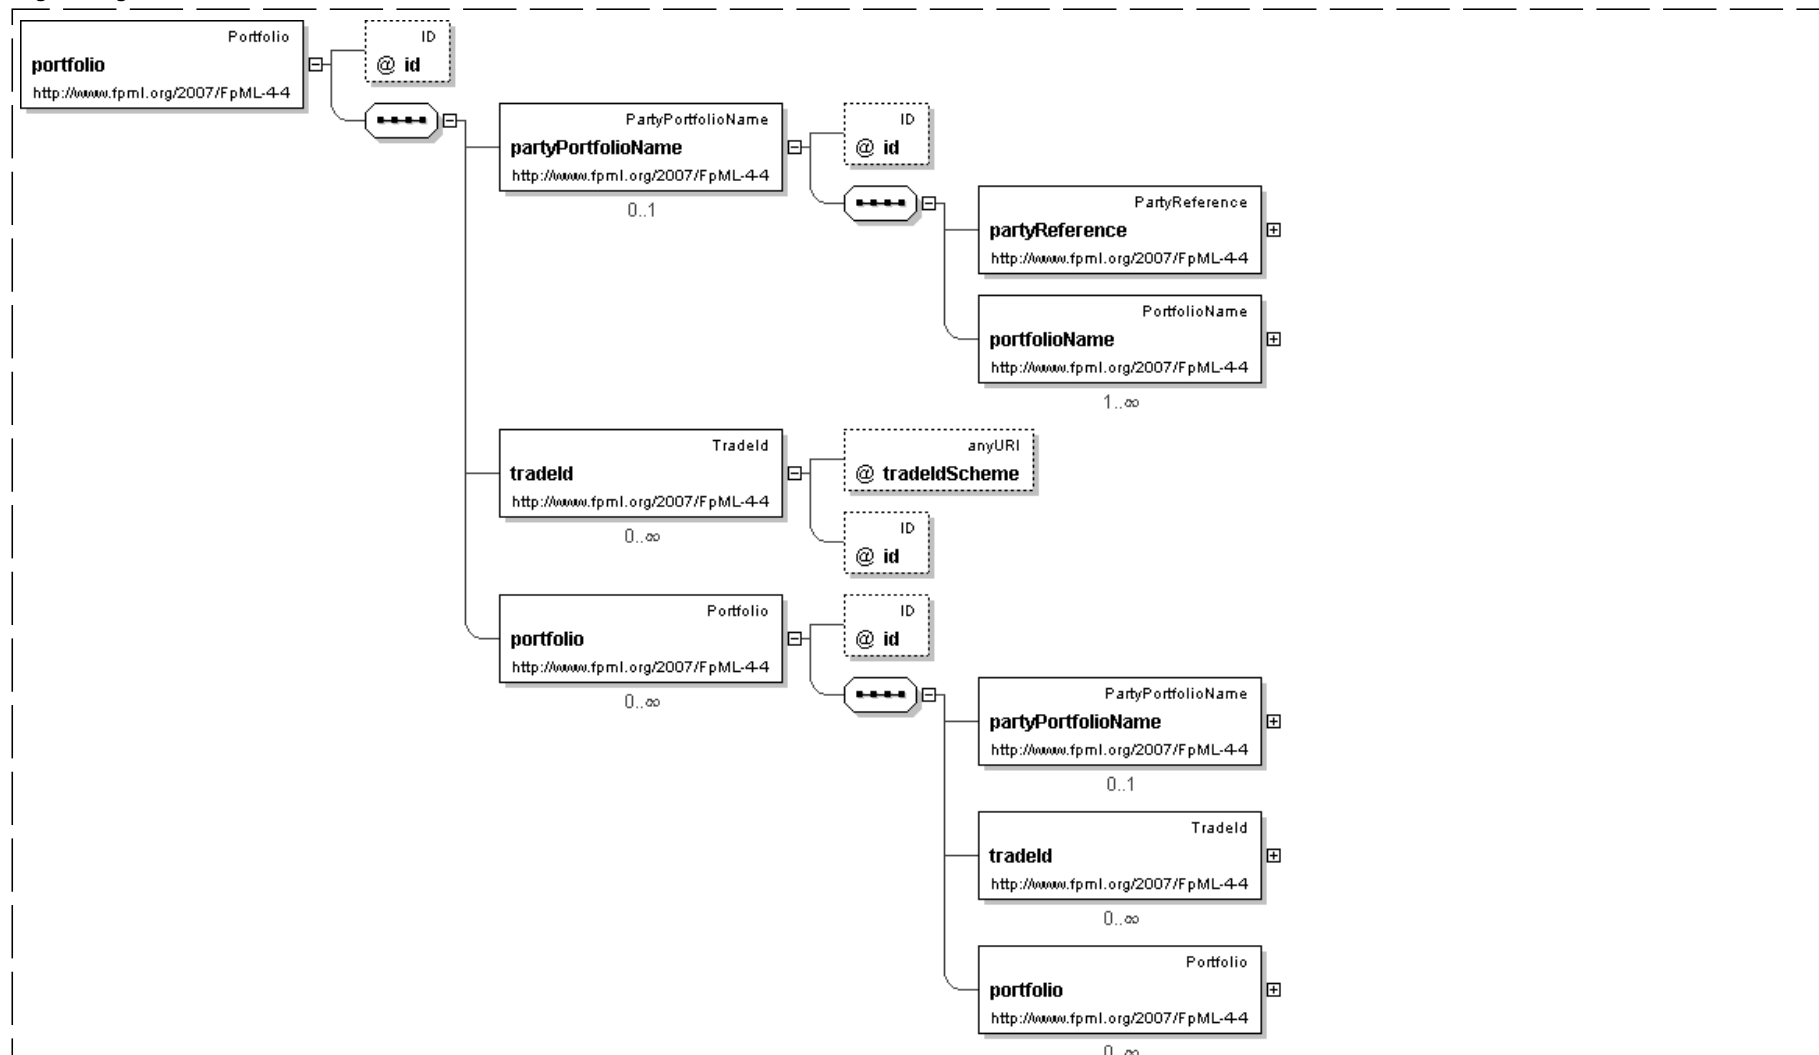 Portfolio
portfolio
http://www.fpml.org/2007/FpML-4-4
ID
@ id
PartyPortfolioName
partyPortfolioName
http://www.fpml.org/2007/FpML-4-4
0..1
ID
@ id
PartyReference
partyReference
http://www.fpml.org/2007/FpML-4-4
PortfolioName
portfolioName
http://www.fpml.org/2007/FpML-4-4
1..∞
TradeId
tradeId
http://www.fpml.org/2007/FpML-4-4
0..∞
anyURI
@ tradeIdScheme
ID
@ id
Portfolio
portfolio
http://www.fpml.org/2007/FpML-4-4
0..∞
ID
@ id
PartyPortfolioName
partyPortfolioName
http://www.fpml.org/2007/FpML-4-4
0..1
TradeId
tradeId
http://www.fpml.org/2007/FpML-4-4
0..∞
Portfolio
portfolio
http://www.fpml.org/2007/FpML-4-4
0..∞